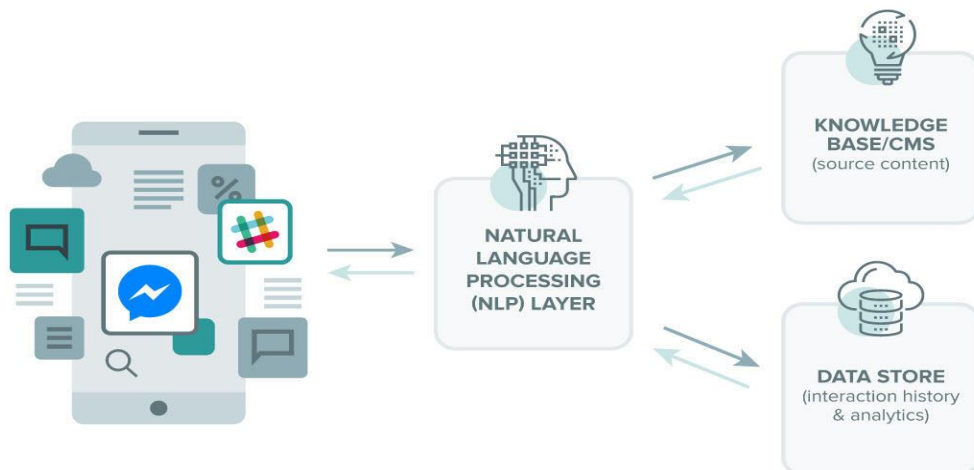 NATURAL
LANGUAGE
PROCESSING
(NLP) LAYER
KNOWLEDGE
BASE/CMS
(source content)
DATA STORE
(interaction history
& analytics)
%